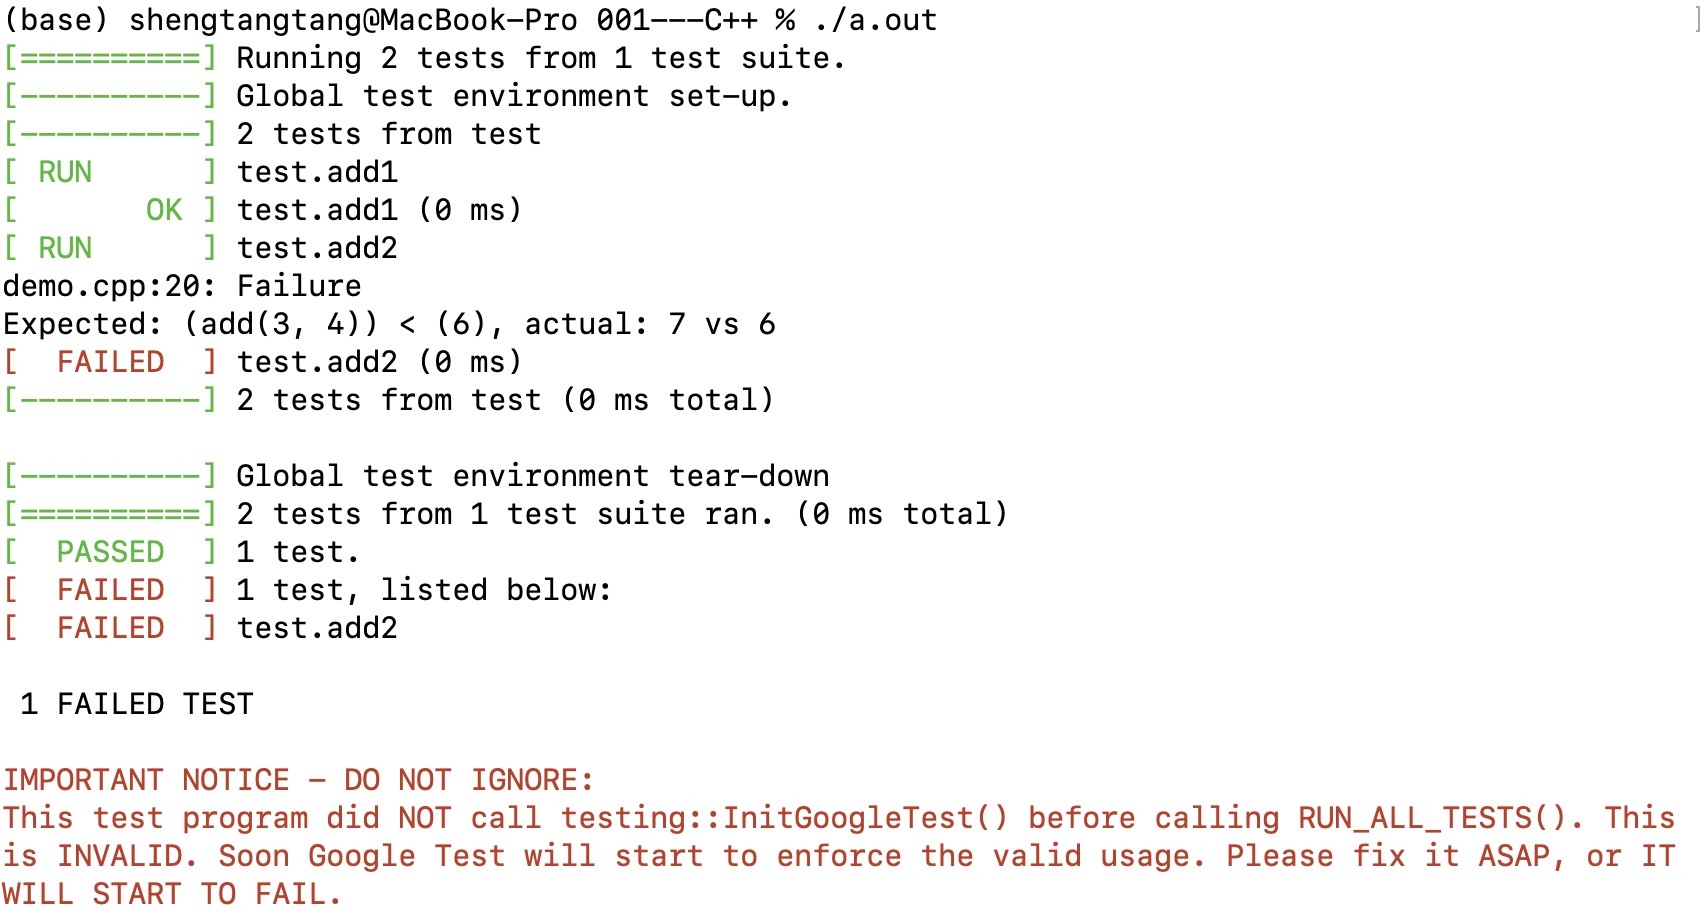 (base) shengtangtang@MacBook-Pro 001---C++ % ./a.out ]
[==========] Running 2 tests from 1 test suite.
[----------] Global test environment set-up.
[----------] 2 tests from test
[ RUN      ] test.add1
[       OK ] test.add1 (0 ms)
[ RUN      ] test.add2
demo.cpp:20: Failure
Expected: (add(3, 4)) < (6), actual: 7 vs 6
[  FAILED  ] test.add2 (0 ms)
[----------] 2 tests from test (0 ms total)

[----------] Global test environment tear-down
[==========] 2 tests from 1 test suite ran. (0 ms total)
[  PASSED  ] 1 test.
[  FAILED  ] 1 test, listed below:
[  FAILED  ] test.add2

 1 FAILED TEST

IMPORTANT NOTICE - DO NOT IGNORE:
This test program did NOT call testing::InitGoogleTest() before calling RUN_ALL_TESTS(). This
is INVALID. Soon Google Test will start to enforce the valid usage. Please fix it ASAP, or IT
WILL START TO FAIL.